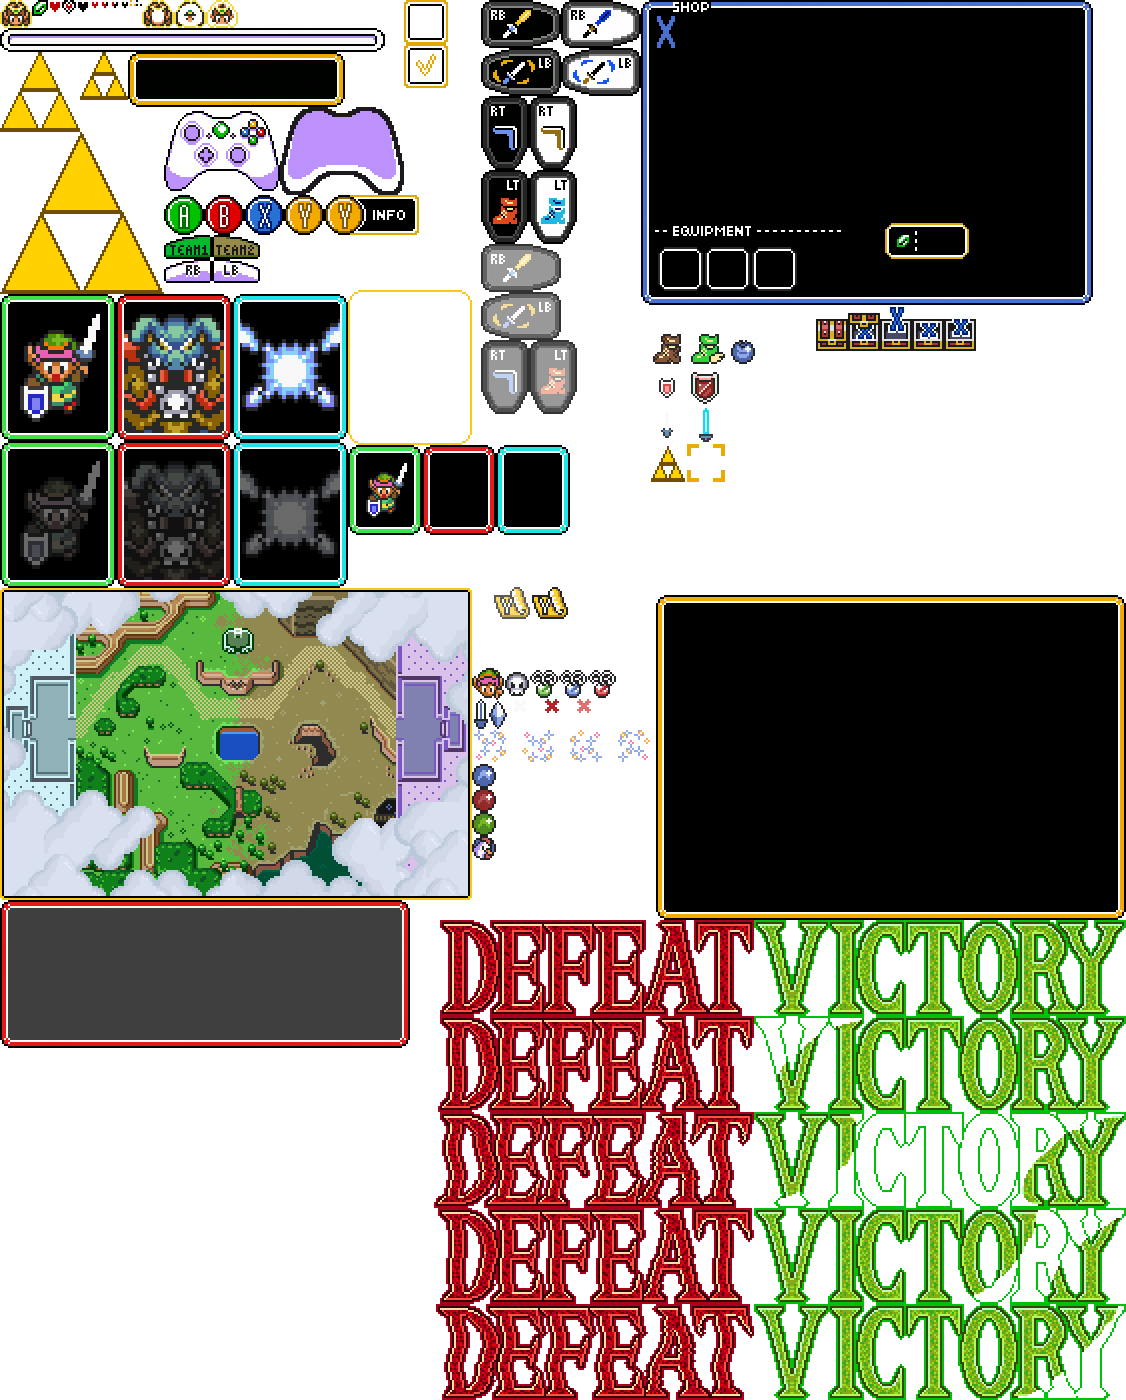 RB
RB
SHOP
X
LB
LB
RT
RT
LT
LT
A B X Y Y INFO
EQUIPMENT
TEAM1 TEAM2
RB LB
RB
LB
RT LT
DEFEAT VICTORY
DEFEAT VICTORY
DEFEAT VICTORY
DEFEAT VICTORY
DEFEAT VICTORY